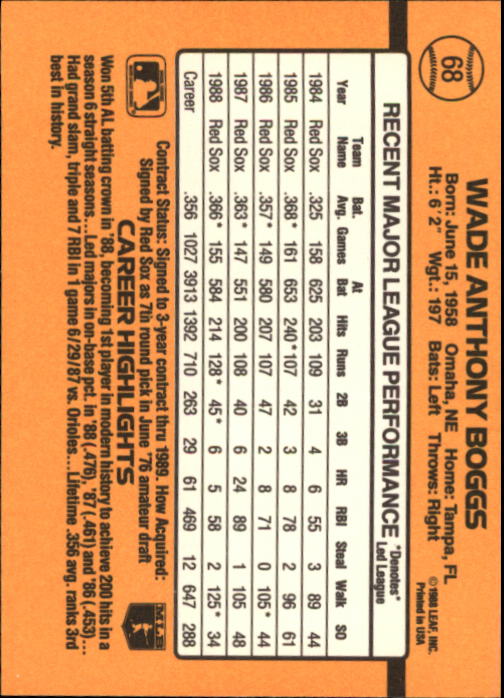 68
WADE ANTHONY BOGGS
Born: June 15, 1958 Omaha, NE Home: Tampa, FL
Ht.: 6'2" Wgt.: 197 Bats: Left Throws: Right
©1988 LEAF, INC.
Printed in USA
RECENT MAJOR LEAGUE PERFORMANCE *Denotes* Led League
Year Team Name Bat. Avg. Games At Bat Hits Runs 2B 3B HR RBI Steal Walk SO
1984 Red Sox .325 158 625 203 109 31 4 6 55 3 89 44
1985 Red Sox .368* 161 653 240* 107 42 3 8 78 2 96 61
1986 Red Sox .357* 149 580 207 107 47 2 8 71 0 105* 44
1987 Red Sox .363* 147 551 200 108 40 6 24 89 1 105 48
1988 Red Sox .366* 155 584 214 128* 45* 6 5 58 2 125* 34
Career .356 1027 3913 1392 710 263 29 61 469 12 647 288
Contract Status: Signed to 3-year contract thru 1989. How Acquired:
Signed by Red Sox as 7th round pick in June '76 amateur draft
CAREER HIGHLIGHTS
MLB
Won 5th AL batting crown in '88, becoming 1st player in modern history to achieve 200 hits in a
season 6 straight seasons...Led majors in on-base pct. in '88 (.476), '87 (.461) and '86 (.453)...
Had grand slam, triple and 7 RBI in 1 game 6/29/87 vs. Orioles...Lifetime .356 avg. ranks 3rd
best in history.